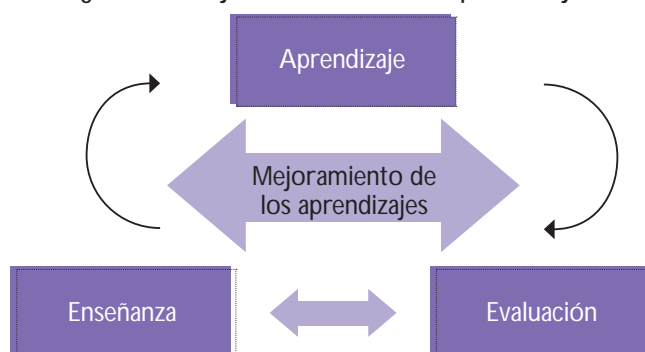 Aprendizaje
Mejoramiento de
los aprendizajes
Enseñanza
Evaluación